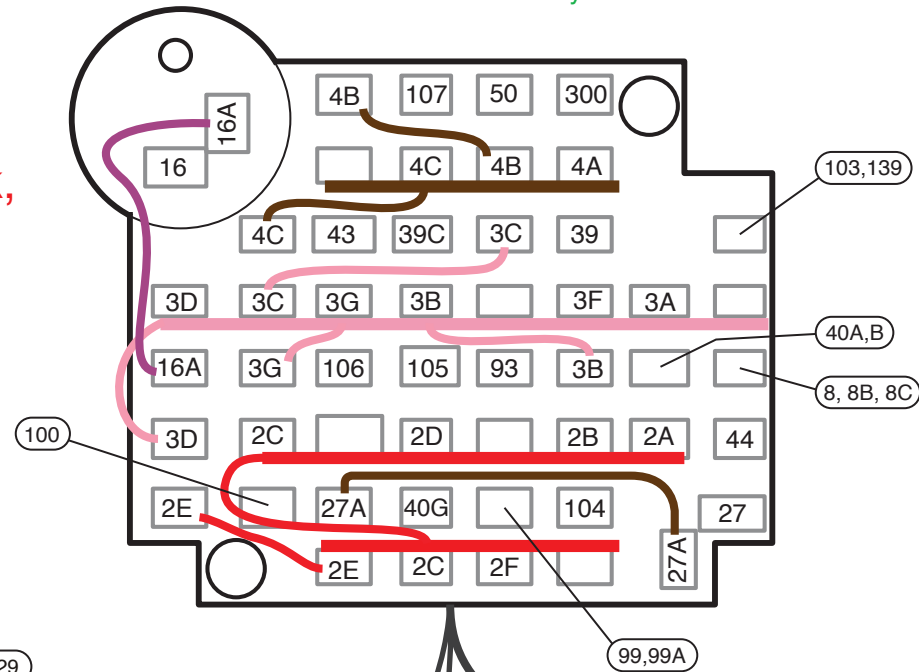 4B 107 50 300
16A
16 4C 4B 4A
103,139
4C 43 39C 3C 39
3D 3C 3G 3B 3F 3A
40A,B
16A 3G 106 105 93 3B
8, 8B, 8C
100
3D 2C 2D 2B 2A 44
2E 27A 40G 104 27
2E 2C 2F 27A
99,99A